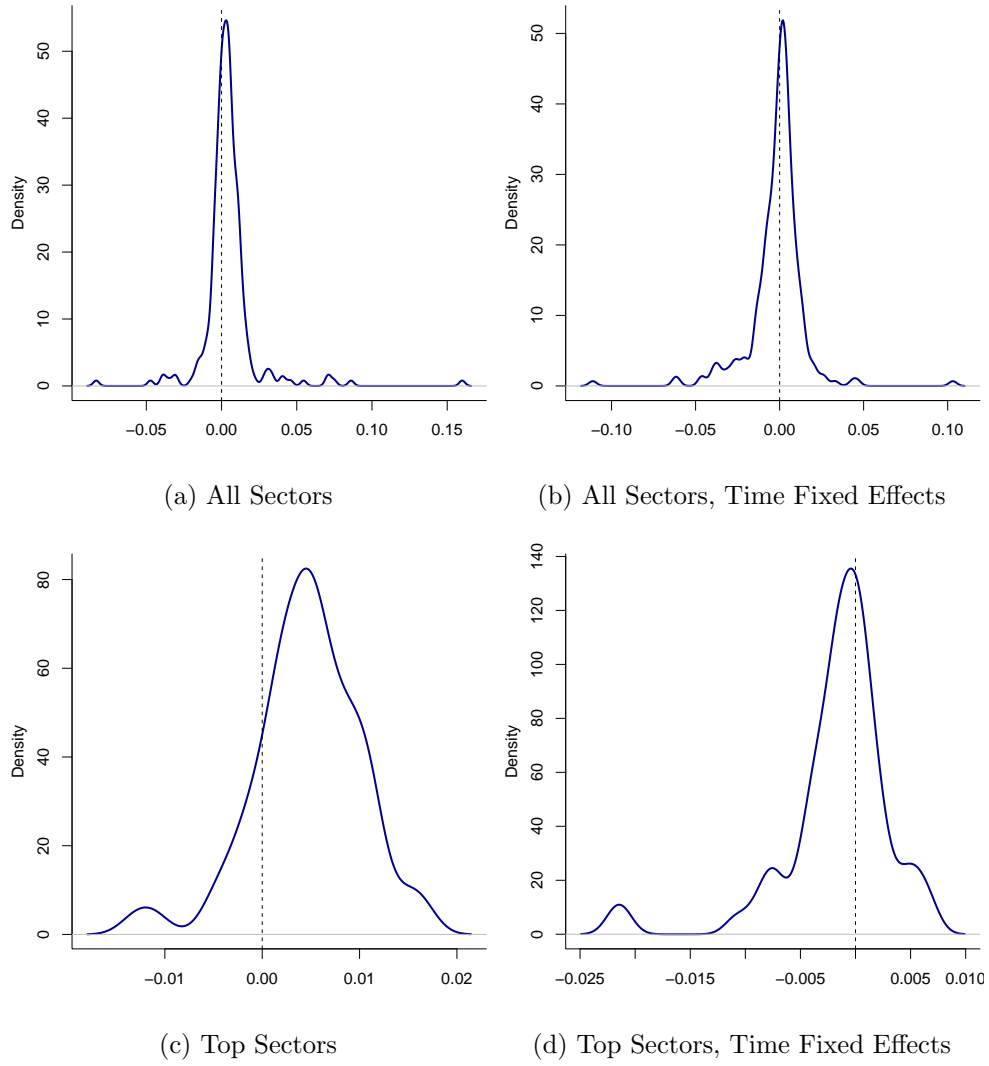 Density
50
40
30
20
10
0
−0.05 0.00 0.05 0.10 0.15
(a) All Sectors
Density
50
40
30
20
10
0
−0.10 −0.05 0.00 0.05 0.10
(b) All Sectors, Time Fixed Effects
Density
80
60
40
20
0
−0.01 0.00 0.01 0.02
(c) Top Sectors
Density
140
120
100
80
60
40
20
0
−0.025 −0.015 −0.005 0.005 0.010
(d) Top Sectors, Time Fixed Effects